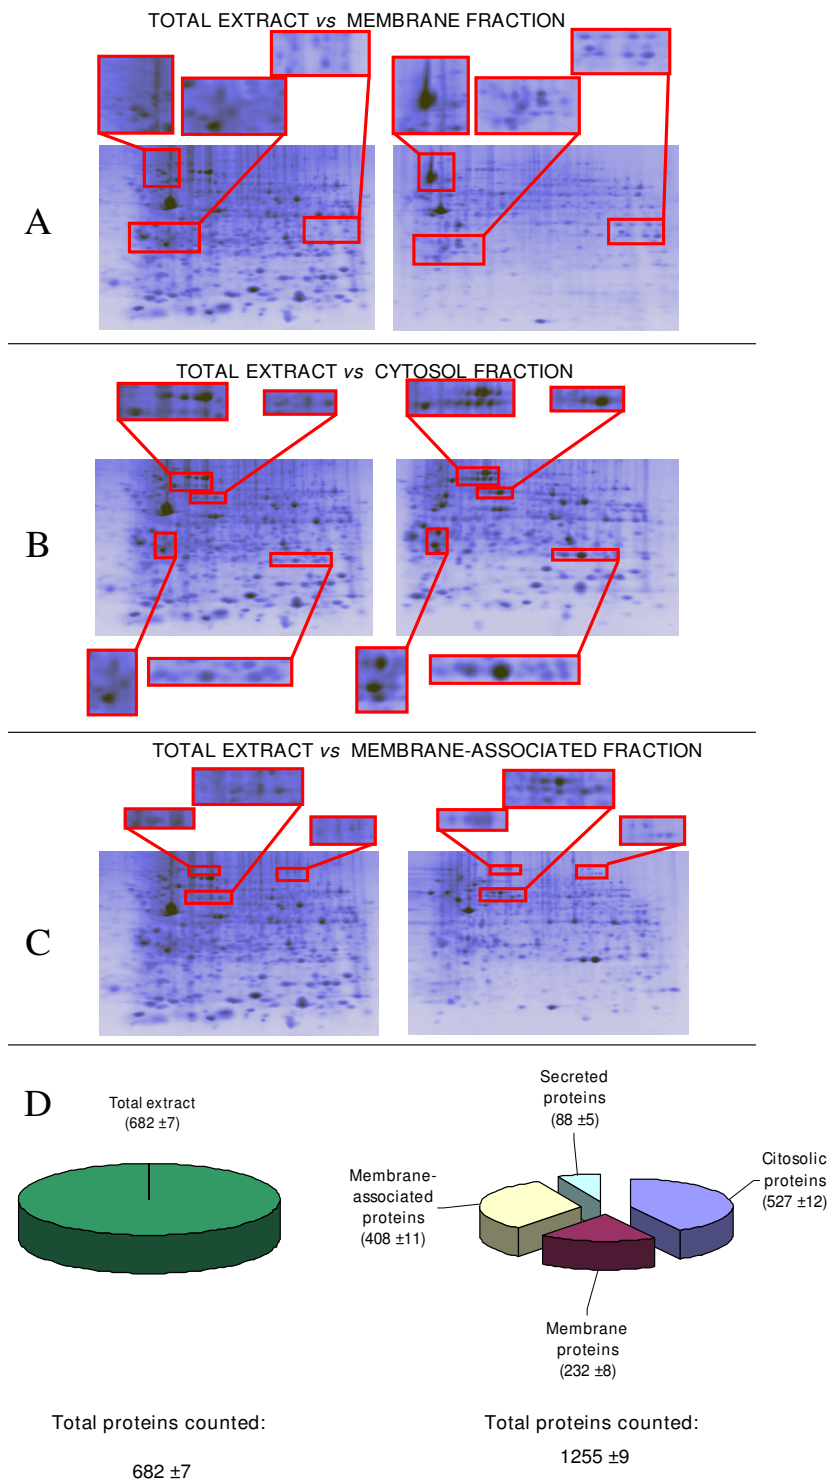 TOTAL EXTRACT vs MEMBRANE FRACTION
A
TOTAL EXTRACT vs CYTOSOL FRACTION
B
TOTAL EXTRACT vs MEMBRANE-ASSOCIATED FRACTION
C
D
Total extract
(682 ±7)
Secreted
proteins
(88 ±5)
Membrane-
associated
proteins
(408 ±11)
Citosolic
proteins
(527 ±12)
Membrane
proteins
(232 ±8)
Total proteins counted:
682 ±7
Total proteins counted:
1255 ±9